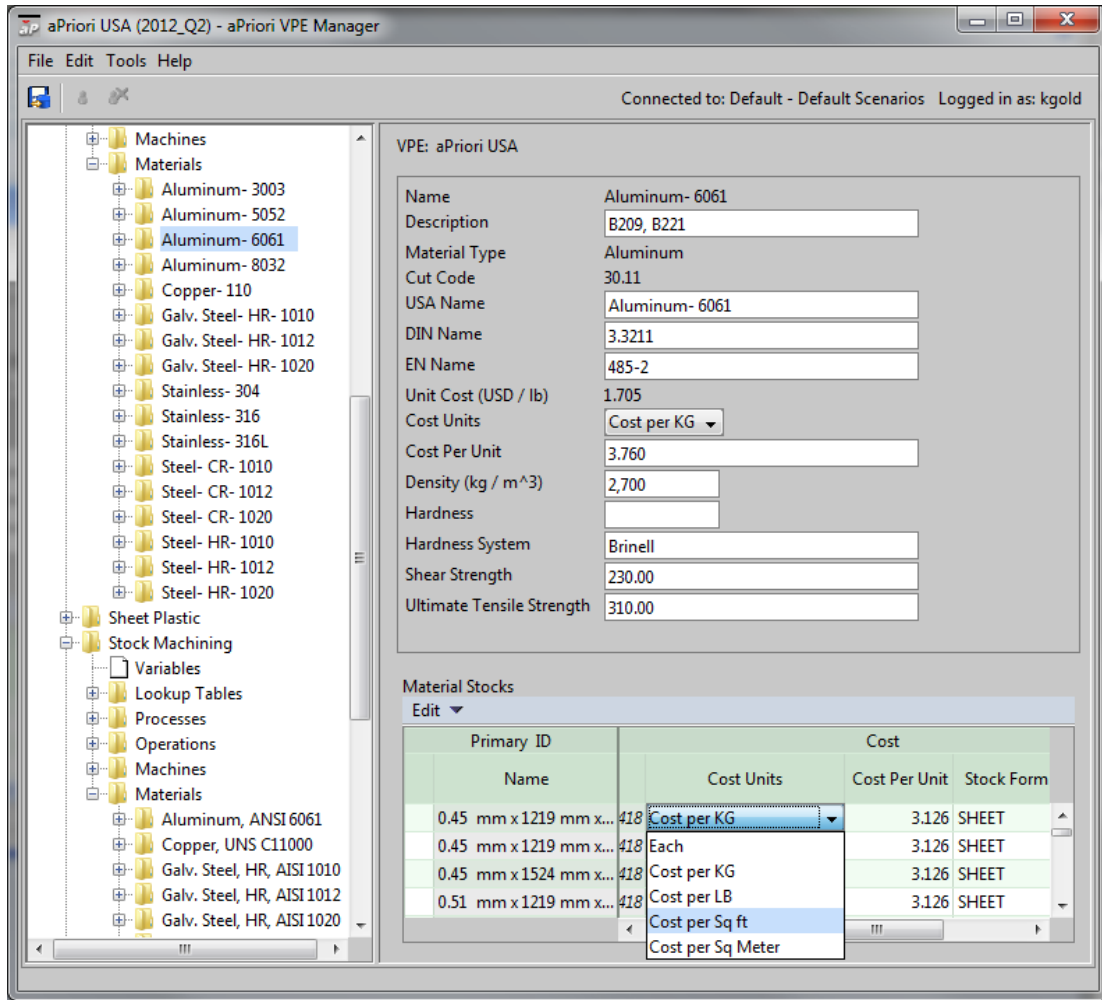 aPriori USA (2012_Q2) - aPriori VPE Manager
File Edit Tools Help
Connected to: Default - Default Scenarios Logged in as: kgold
Machines
Materials
Aluminum- 3003
Aluminum- 5052
Aluminum- 6061
Aluminum- 8032
Copper- 110
Galv. Steel- HR- 1010
Galv. Steel- HR- 1012
Galv. Steel- HR- 1020
Stainless- 304
Stainless- 316
Stainless- 316L
Steel- CR- 1010
Steel- CR- 1012
Steel- CR- 1020
Steel- HR- 1010
Steel- HR- 1012
Steel- HR- 1020
Sheet Plastic
Stock Machining
Variables
Lookup Tables
Processes
Operations
Machines
Materials
Aluminum, ANSI 6061
Copper, UNS C11000
Galv. Steel, HR, AISI 1010
Galv. Steel, HR, AISI 1012
Galv. Steel, HR, AISI 1020
VPE: aPriori USA
Name Aluminum- 6061
Description B209, B221
Material Type Aluminum
Cut Code 30.11
USA Name Aluminum- 6061
DIN Name 3.3211
EN Name 485-2
Unit Cost (USD / lb) 1.705
Cost Units Cost per KG
Cost Per Unit 3.760
Density (kg / m^3) 2,700
Hardness
Hardness System Brinell
Shear Strength 230.00
Ultimate Tensile Strength 310.00
Material Stocks
Edit
Primary ID Cost
Name Cost Units Cost Per Unit Stock Form
0.45 mm x 1219 mm x... 418 Cost per KG 3.126 SHEET
0.45 mm x 1219 mm x... 418 Each 3.126 SHEET
0.45 mm x 1524 mm x... 418 Cost per KG 3.126 SHEET
0.51 mm x 1219 mm x... 418 Cost per LB 3.126 SHEET
Cost per Sq ft
Cost per Sq Meter